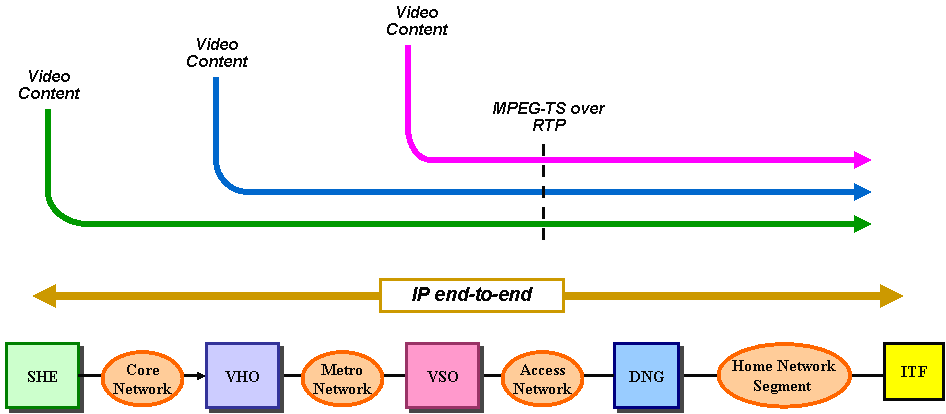 Video
Content
Video
Content
Video
Content
MPEG-TS over
RTP
IP end-to-end
SHE
Core
Network
VHO
Metro
Network
VSO
Access
Network
DNG
Home Network
Segment
ITF